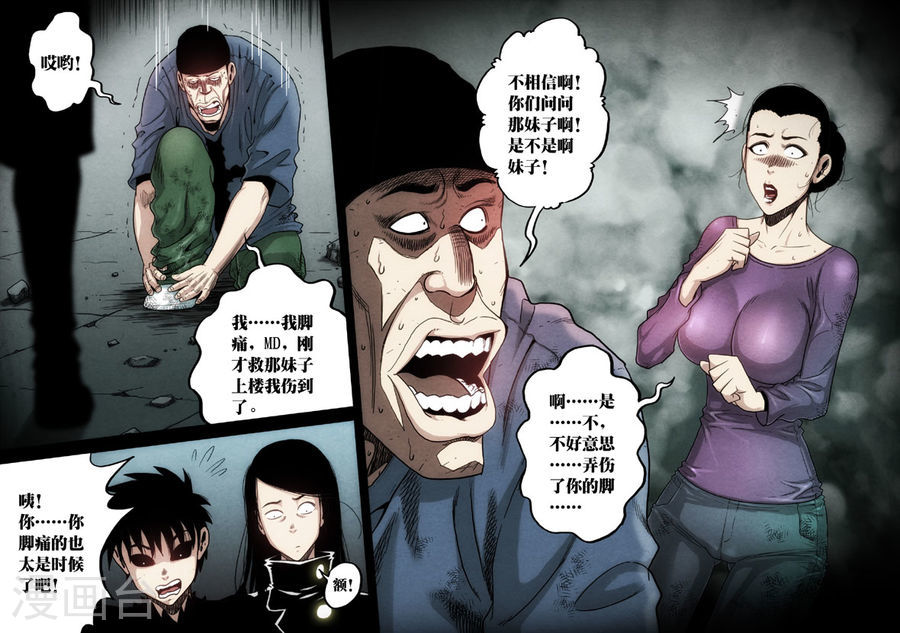 哎哟！
我……我脚
痛，MD，刚
才救那妹子
上楼我伤到
了。
咦！
你……你
脚痛的也
太是时候
了吧！
额！
不相信啊！
你们问问
那妹子啊！
是不是啊
妹子！
啊……是
……不，
不好意思
……弄伤
了你的脚
……
漫画台